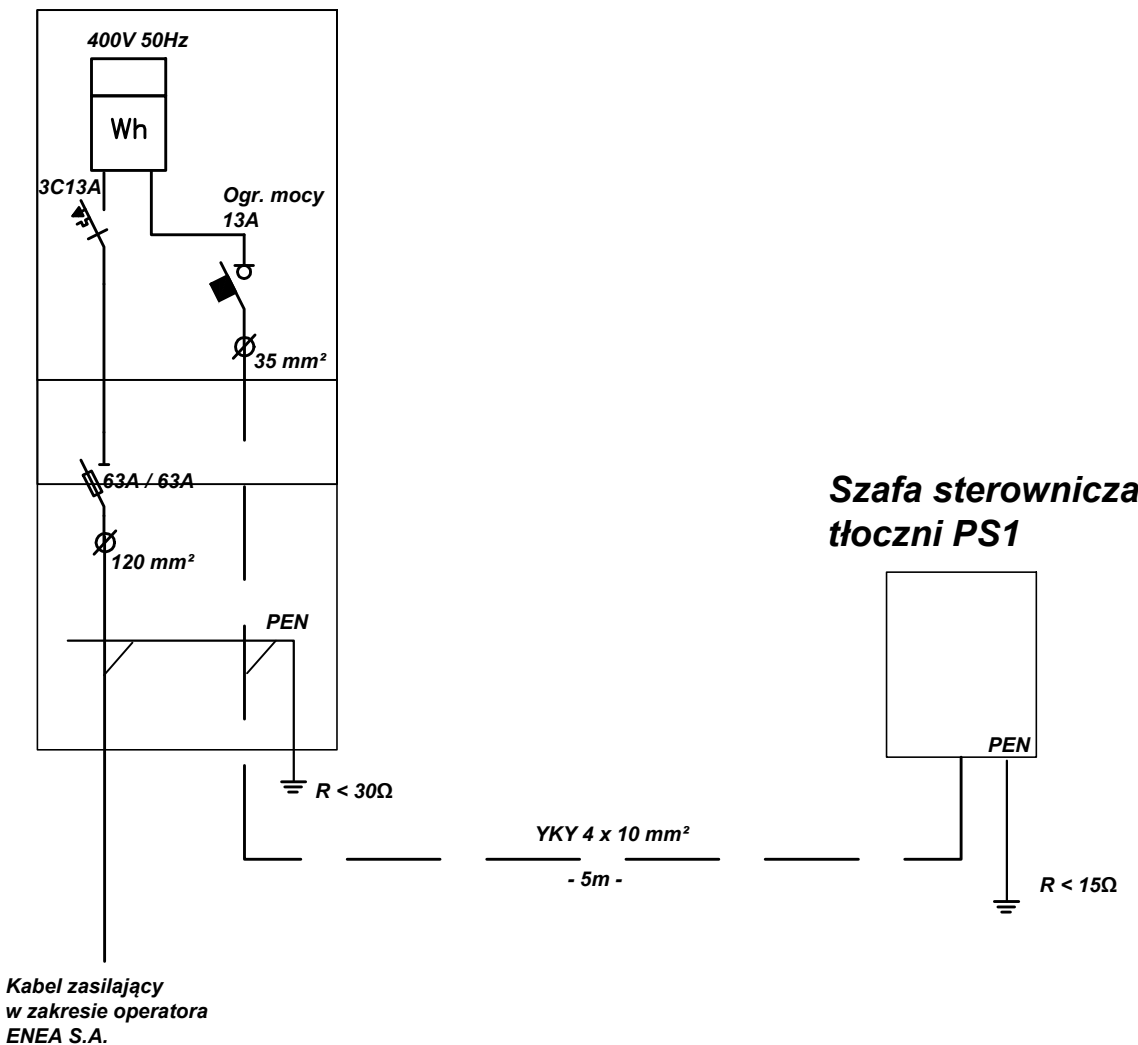 400V 50Hz
Wh
3C13A
Ogr. mocy
13A
35 mm²
63A / 63A
120 mm²
PEN
R < 30Ω
Szafa sterownicza
tłoczni PS1
PEN
R < 15Ω
YKY 4 x 10 mm²
- 5m -
Kabel zasilający
w zakresie operatora
ENEA S.A.